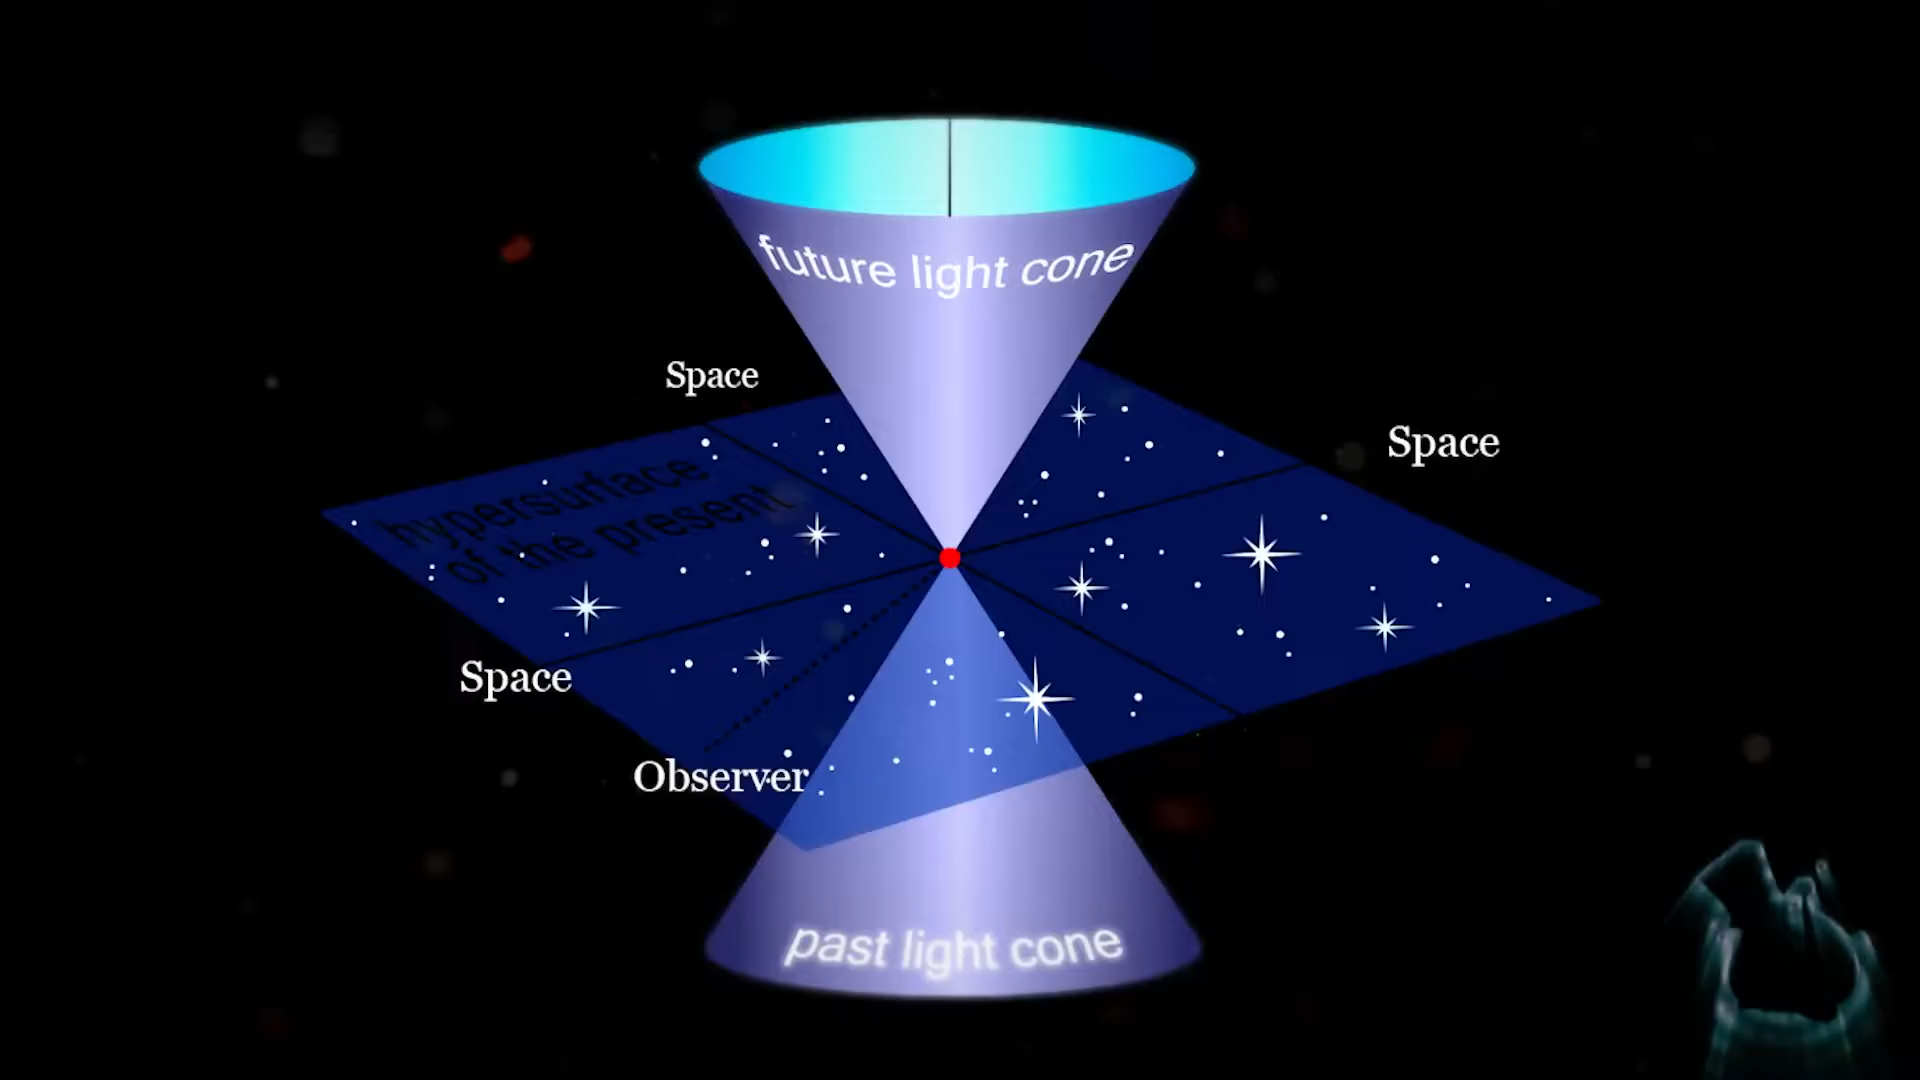 future light cone
Space
Space
hypersurface
of the present
Space
Observer
past light cone